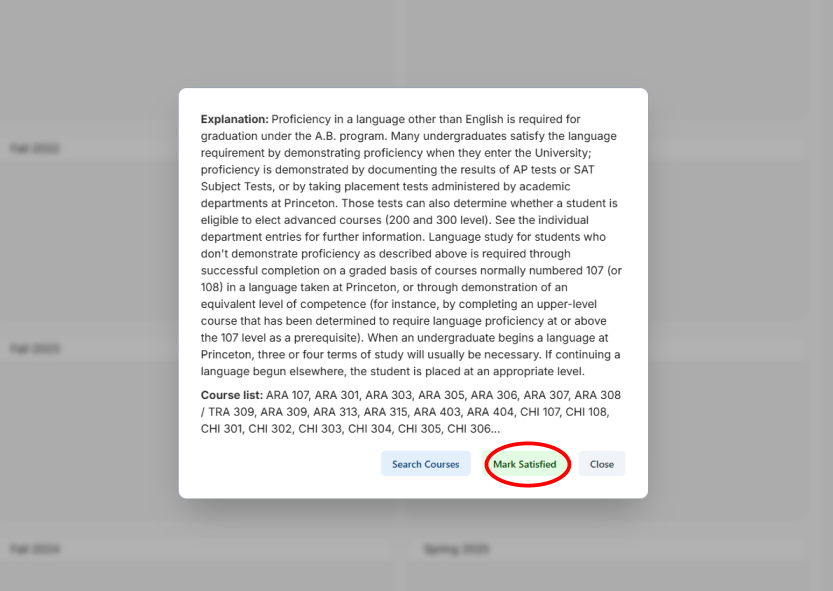 Explanation: Proficiency in a language other than English is required for
graduation under the A.B. program. Many undergraduates satisfy the language
requirement by demonstrating proficiency when they enter the University;
proficiency is demonstrated by documenting the results of AP tests or SAT
Subject Tests, or by taking placement tests administered by academic
departments at Princeton. Those tests can also determine whether a student is
eligible to elect advanced courses (200 and 300 level). See the individual
department entries for further information. Language study for students who
don't demonstrate proficiency as described above is required through
successful completion on a graded basis of courses normally numbered 107 (or
108) in a language taken at Princeton, or through demonstration of an
equivalent level of competence (for instance, by completing an upper-level
course that has been determined to require language proficiency at or above
the 107 level as a prerequisite). When an undergraduate begins a language at
Princeton, three or four terms of study will usually be necessary. If continuing a
language begun elsewhere, the student is placed at an appropriate level.
Course list: ARA 107, ARA 301, ARA 303, ARA 305, ARA 306, ARA 307, ARA 308
/ TRA 309, ARA 309, ARA 313, ARA 315, ARA 403, ARA 404, CHI 107, CHI 108,
CHI 301, CHI 302, CHI 303, CHI 304, CHI 305, CHI 306...
Search Courses
Mark Satisfied
Close
Fall 2022
Fall 2023
Fall 2024
Spring 2025